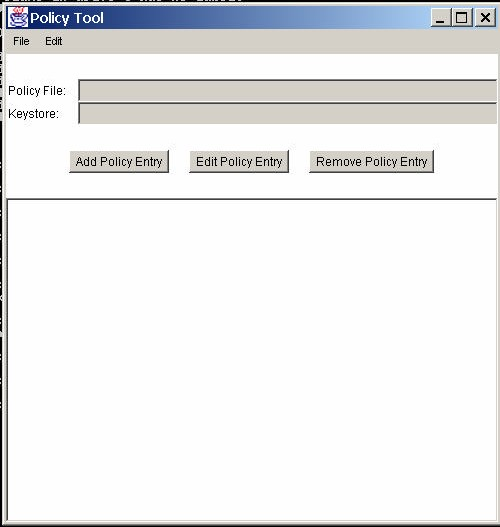 Policy Tool
File Edit
Policy File:
Keystore:
Add Policy Entry Edit Policy Entry Remove Policy Entry